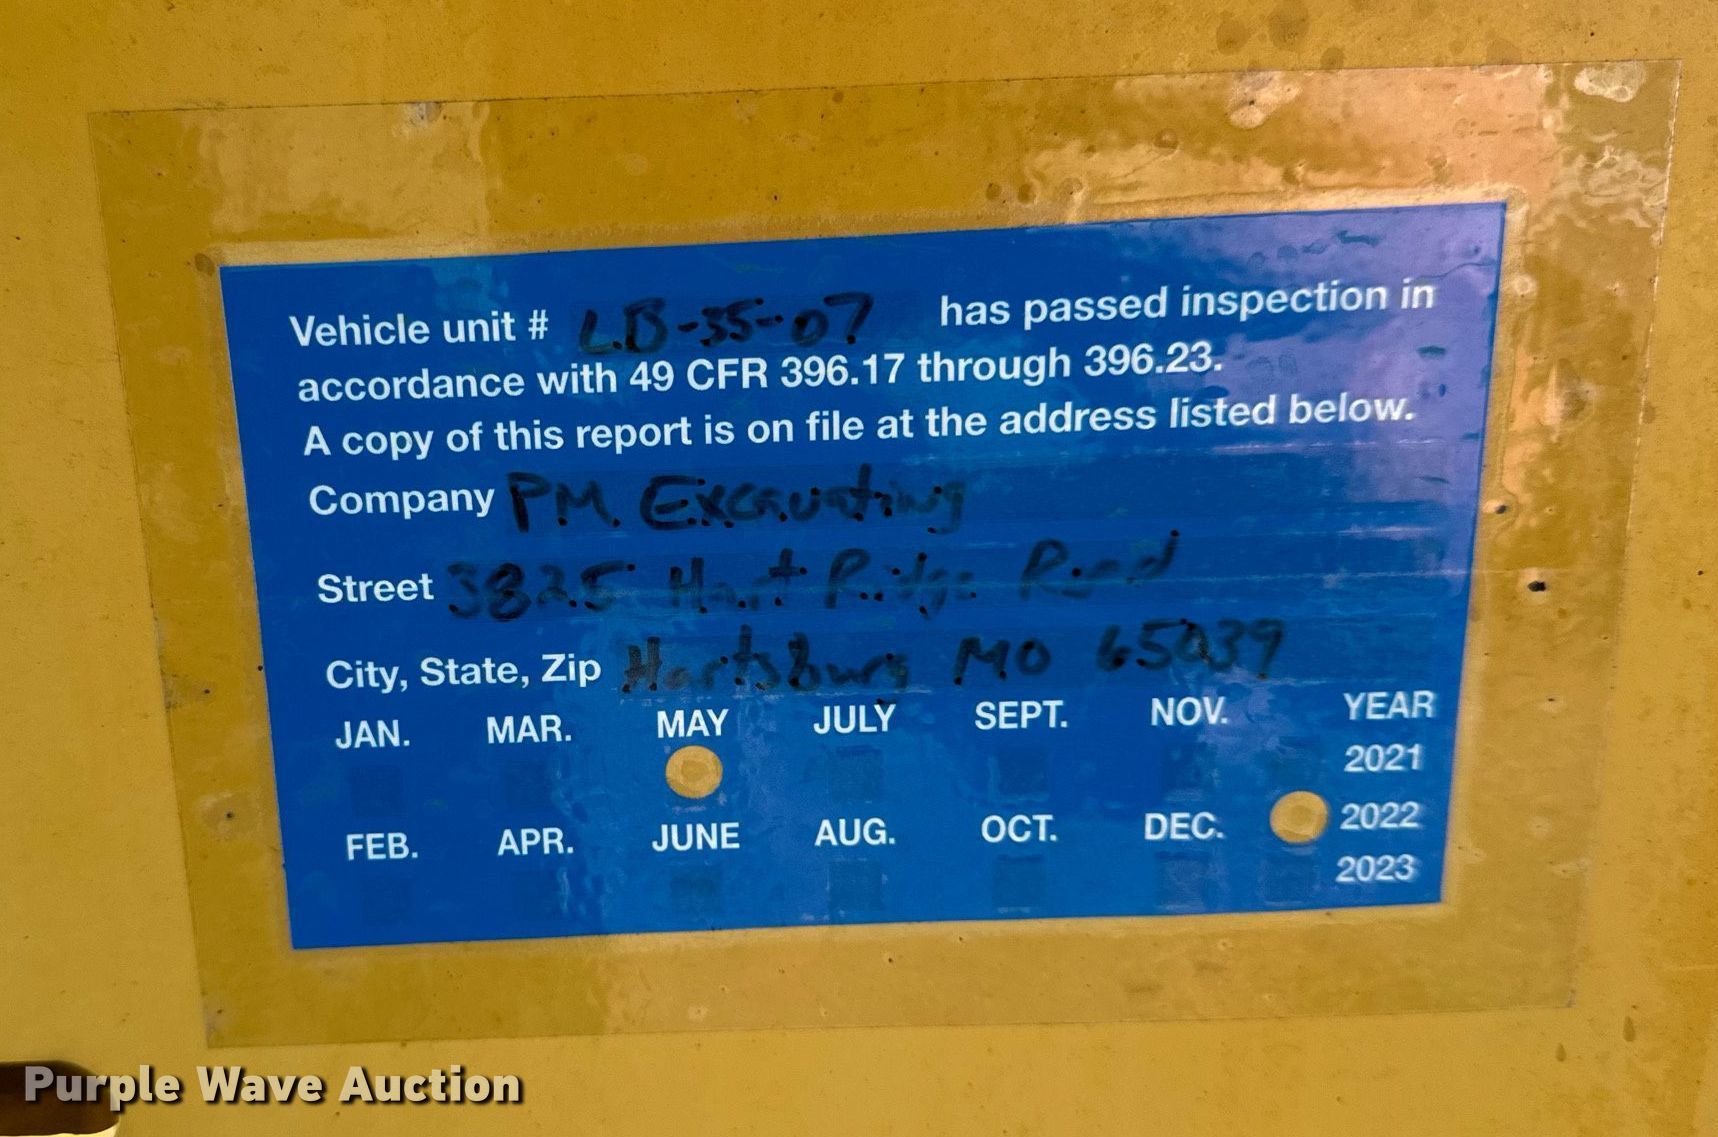 Vehicle unit # LB-35-07 has passed inspection in
accordance with 49 CFR 396.17 through 396.23.
A copy of this report is on file at the address listed below.
Company PM Excavating
Street 3825 Hart Ridge Road
City, State, Zip Hartsburg MO 65039
JAN. MAR. MAY JULY SEPT. NOV. YEAR
2021
FEB. APR. JUNE AUG. OCT. DEC. 2022
2023
Purple Wave Auction